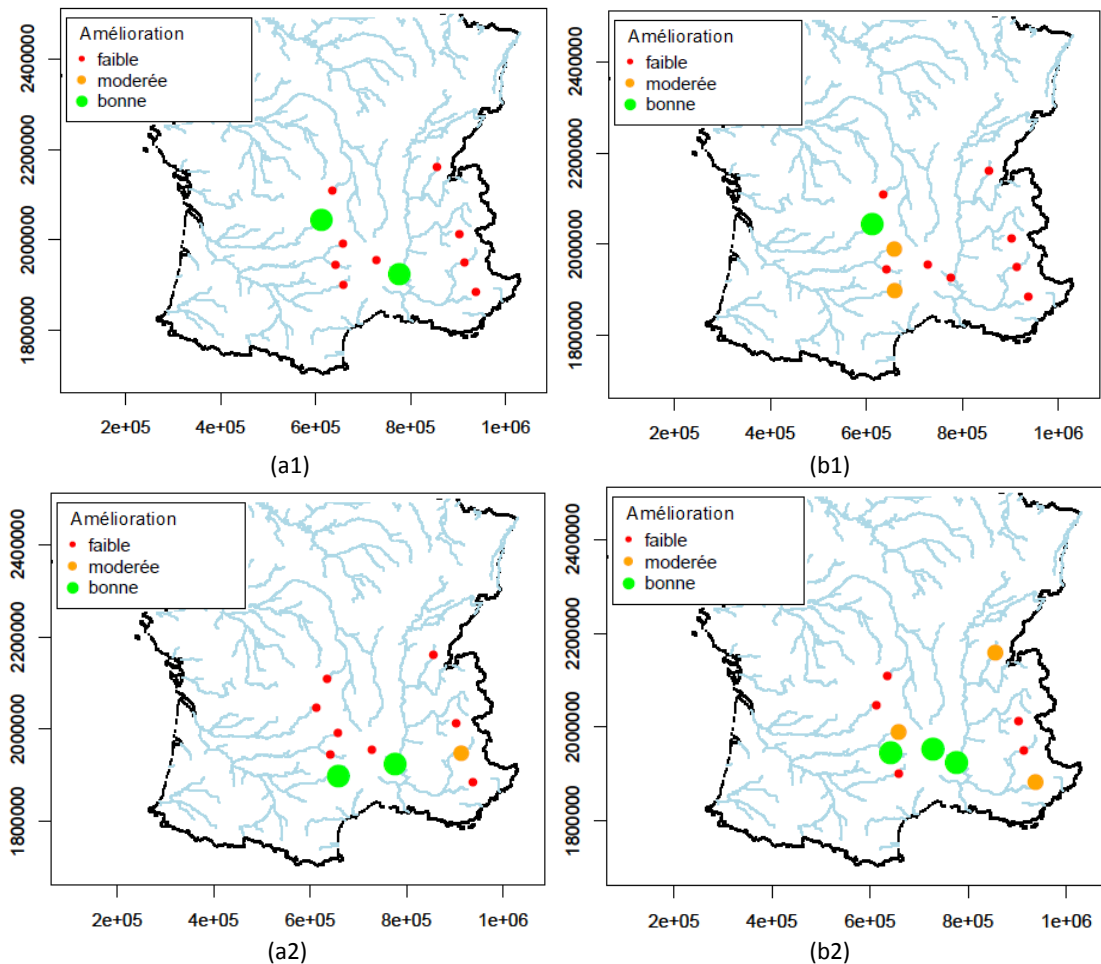 Amélioration
faible
moderée
bonne
2400000
2200000
2000000
1800000
2e+05 4e+05 6e+05 8e+05 1e+06
(a1)
Amélioration
faible
moderée
bonne
2400000
2200000
2000000
1800000
2e+05 4e+05 6e+05 8e+05 1e+06
(b1)
Amélioration
faible
moderée
bonne
2400000
2200000
2000000
1800000
2e+05 4e+05 6e+05 8e+05 1e+06
(a2)
Amélioration
faible
moderée
bonne
2400000
2200000
2000000
1800000
2e+05 4e+05 6e+05 8e+05 1e+06
(b2)